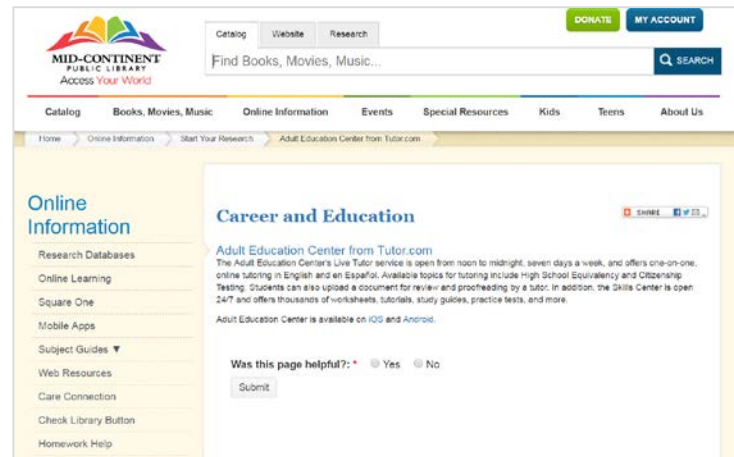 DONATE MY ACCOUNT
Catalog Website Research
MID-CONTINENT
PUBLIC LIBRARY
Access Your World
Find Books, Movies, Music...
SEARCH
Catalog Books, Movies, Music Online Information Events Special Resources Kids Teens About Us
Home Online Information Start Your Research Adult Education Center from Tutor.com
Online
Information
Research Databases
Online Learning
Square One
Mobile Apps
Subject Guides ▼
Web Resources
Care Connection
Check Library Button
Homework Help
Career and Education
SHARE
Adult Education Center from Tutor.com
The Adult Education Center's Live Tutor service is open from noon to midnight, seven days a week, and offers one-on-one,
online tutoring in English and en Español. Available topics for tutoring include High School Equivalency and Citizenship
Testing. Students can also upload a document for review and proofreading by a tutor. In addition, the Skills Center is open
24/7 and offers thousands of worksheets, tutorials, study guides, practice tests, and more.
Adult Education Center is available on iOS and Android.
Was this page helpful?: * Yes No
Submit